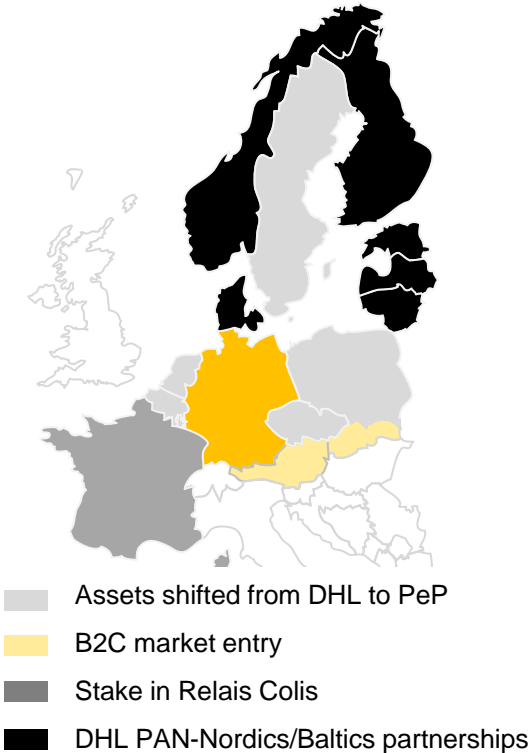 Assets shifted from DHL to PeP
B2C market entry
Stake in Relais Colis
DHL PAN-Nordics/Baltics partnerships